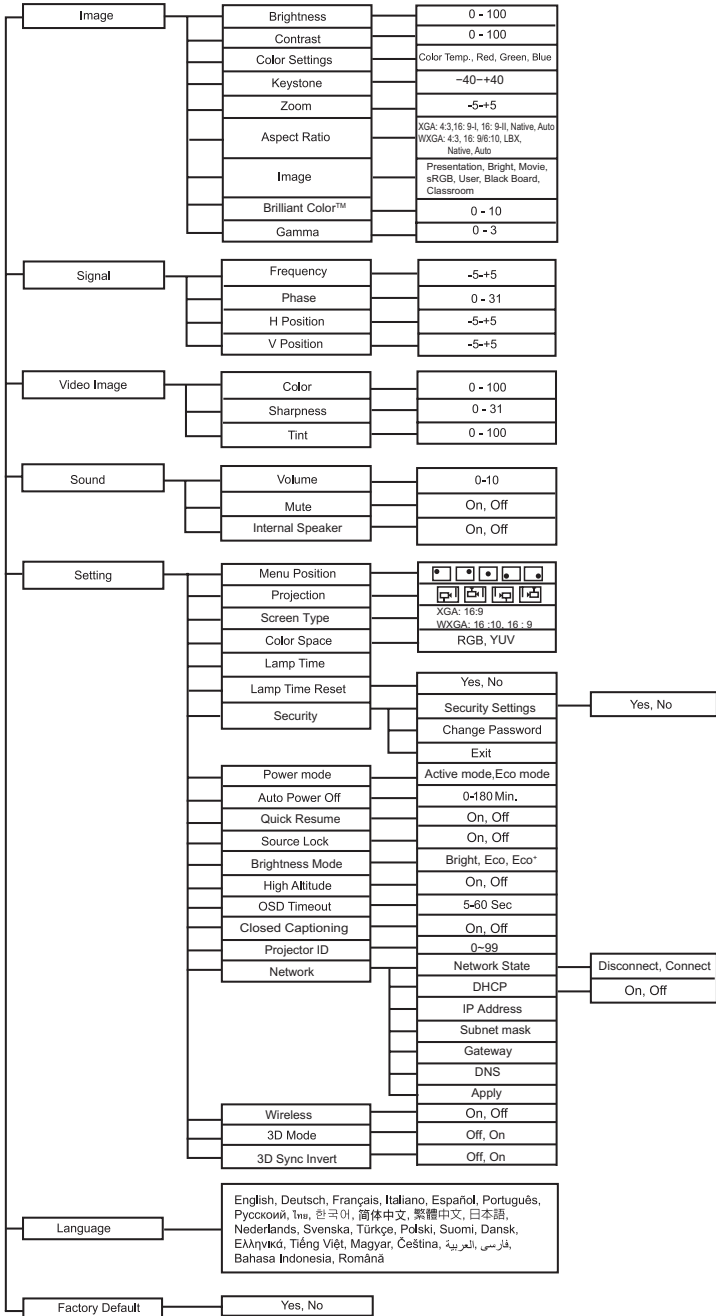 Image
Brightness
0 - 100
Contrast
0 - 100
Color Settings
Color Temp., Red, Green, Blue
Keystone
−40−+40
Zoom
-5-+5
Aspect Ratio
XGA: 4:3,16: 9-I, 16: 9-II, Native, Auto
WXGA: 4:3, 16: 9/6:10, LBX,
Native, Auto
Image
Presentation, Bright, Movie,
sRGB, User, Black Board,
Classroom
Brilliant Color™
0 - 10
Gamma
0 - 3
Signal
Frequency
-5-+5
Phase
0 - 31
H Position
-5-+5
V Position
-5-+5
Video Image
Color
0 - 100
Sharpness
0 - 31
Tint
0 - 100
Sound
Volume
0-10
Mute
On, Off
Internal Speaker
On, Off
Setting
Menu Position
Projection
Screen Type
XGA: 16:9
WXGA: 16 :10, 16 : 9
Color Space
RGB, YUV
Lamp Time
Lamp Time Reset
Yes, No
Security
Security Settings
Yes, No
Change Password
Exit
Power mode
Active mode,Eco mode
Auto Power Off
0-180 Min.
Quick Resume
On, Off
Source Lock
On, Off
Brightness Mode
Bright, Eco, Eco⁺
High Altitude
On, Off
OSD Timeout
5-60 Sec
Closed Captioning
On, Off
Projector ID
0~99
Network
Network State
Disconnect, Connect
DHCP
On, Off
IP Address
Subnet mask
Gateway
DNS
Apply
Wireless
On, Off
3D Mode
Off, On
3D Sync Invert
Off, On
Language
English, Deutsch, Français, Italiano, Español, Português,
Русскоий, ไทย, 한국어, 简体中文, 繁體中文, 日本語,
Nederlands, Svenska, Türkçe, Polski, Suomi, Dansk,
Ελληνικά, Tiếng Việt, Magyar, Čeština, العربية, فارسی,
Bahasa Indonesia, Română
Factory Default
Yes, No